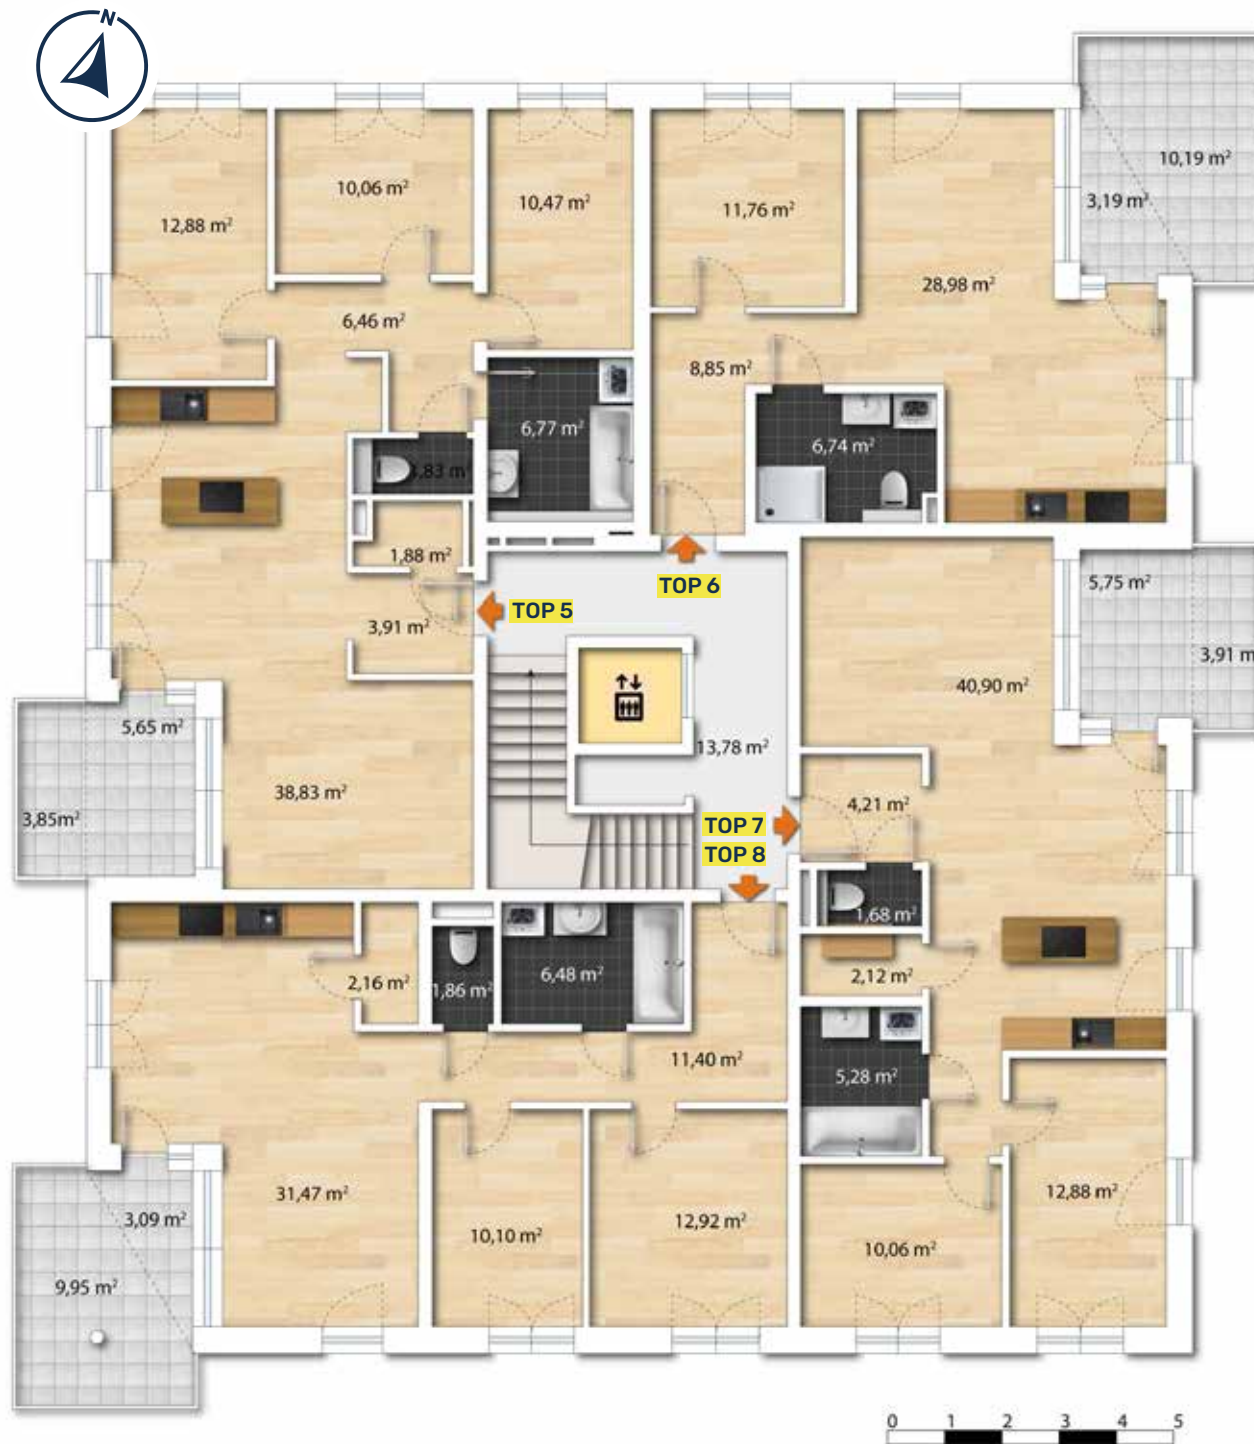 N
10,19 m²
10,06 m²
10,47 m²
11,76 m²
3,19 m²
12,88 m²
28,98 m²
6,46 m²
8,85 m²
6,77 m²
6,74 m²
,83 m²
1,88 m²
TOP 6
5,75 m²
TOP 5
3,91 m²
3,91 m
40,90 m²
5,65 m²
13,78 m²
38,83 m²
4,21 m²
3,85m²
TOP 7
TOP 8
1,68 m²
2,16 m²
1,86 m²
6,48 m²
2,12 m²
11,40 m²
5,28 m²
31,47 m²
12,88 m²
3,09 m²
10,10 m²
12,92 m²
10,06 m²
9,95 m²
0 1 2 3 4 5